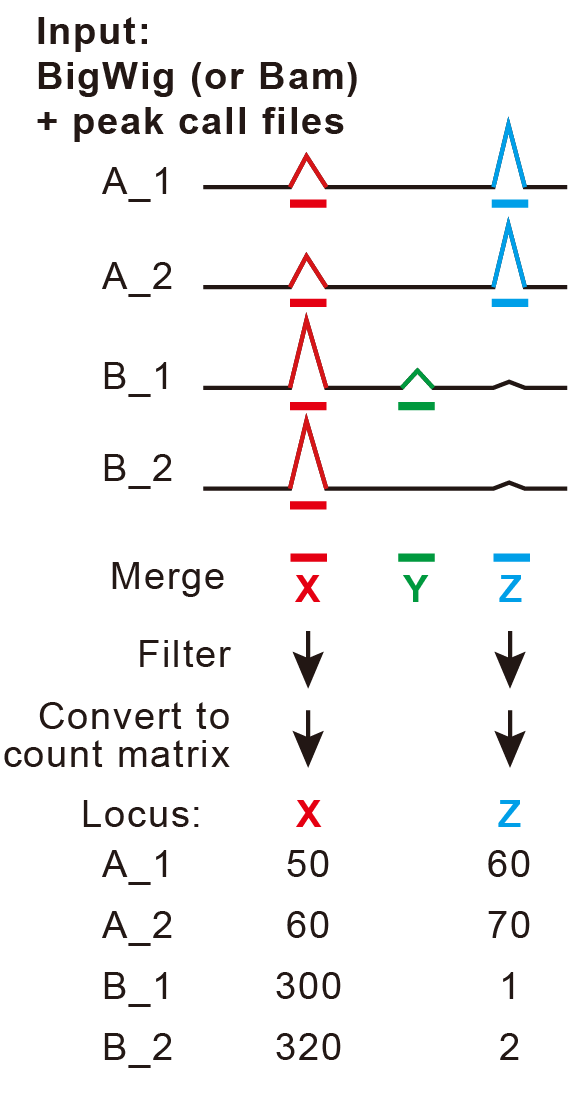 Input:
BigWig (or Bam)
+ peak call files
A_1
A_2
B_1
B_2
Merge X Y Z
Filter
Convert to
count matrix
Locus: X Z
A_1 50 60
A_2 60 70
B_1 300 1
B_2 320 2